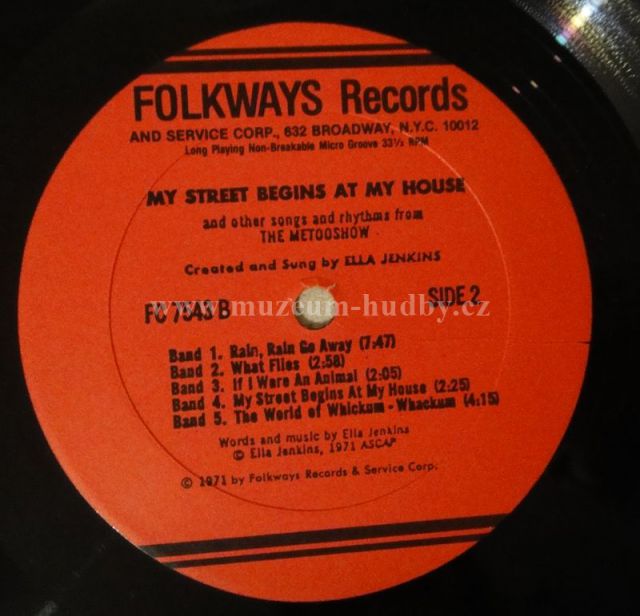 FOLKWAYS Records
AND SERVICE CORP., 632 BROADWAY, N.Y.C. 10012
Long Playing Non-Breakable Micro Groove 33⅓ RPM
MY STREET BEGINS AT MY HOUSE
and other songs and rhythms from
THE METOOSHOW
Created and Sung by ELLA JENKINS
FC 7543 B SIDE 2
www.muzeum-hudby.cz
Band 1. Rain, Rain Go Away (7:47)
Band 2. What Flies (2:58)
Band 3. If I Were An Animal (2:05)
Band 4. My Street Begins At My House (2:25)
Band 5. The World of Whickum - Whackum (4:15)
Words and music by Ella Jenkins
© Ella Jenkins, 1971 ASCAP
© 1971 by Folkways Records & Service Corp.